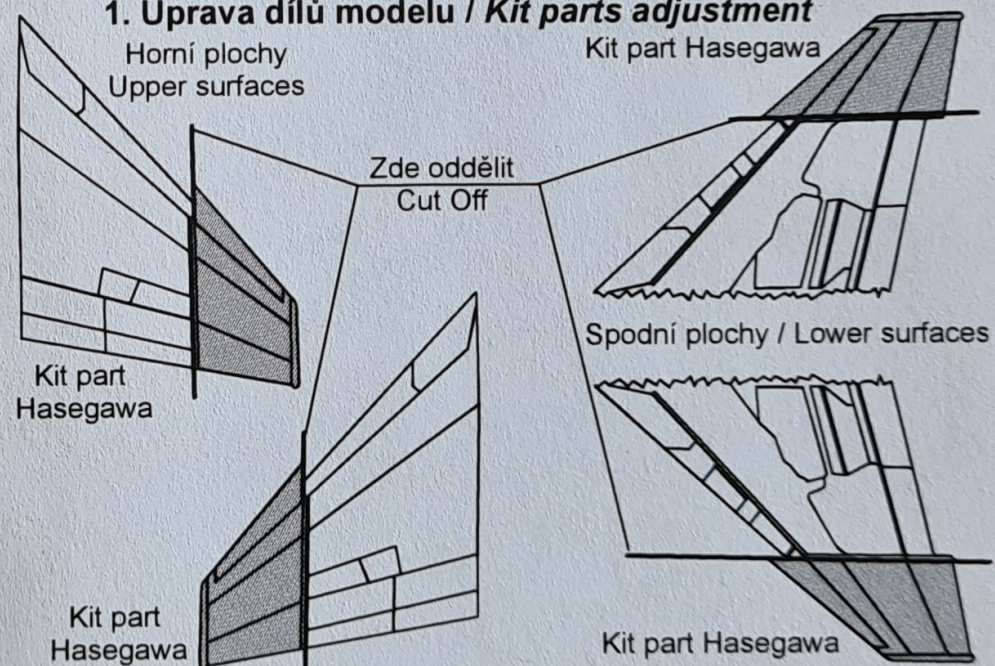 1. Úprava dílů modelu / Kit parts adjustment
Horní plochy
Upper surfaces
Kit part Hasegawa
Zde oddělit
Cut Off
Spodní plochy / Lower surfaces
Kit part
Hasegawa
Kit part
Hasegawa
Kit part Hasegawa